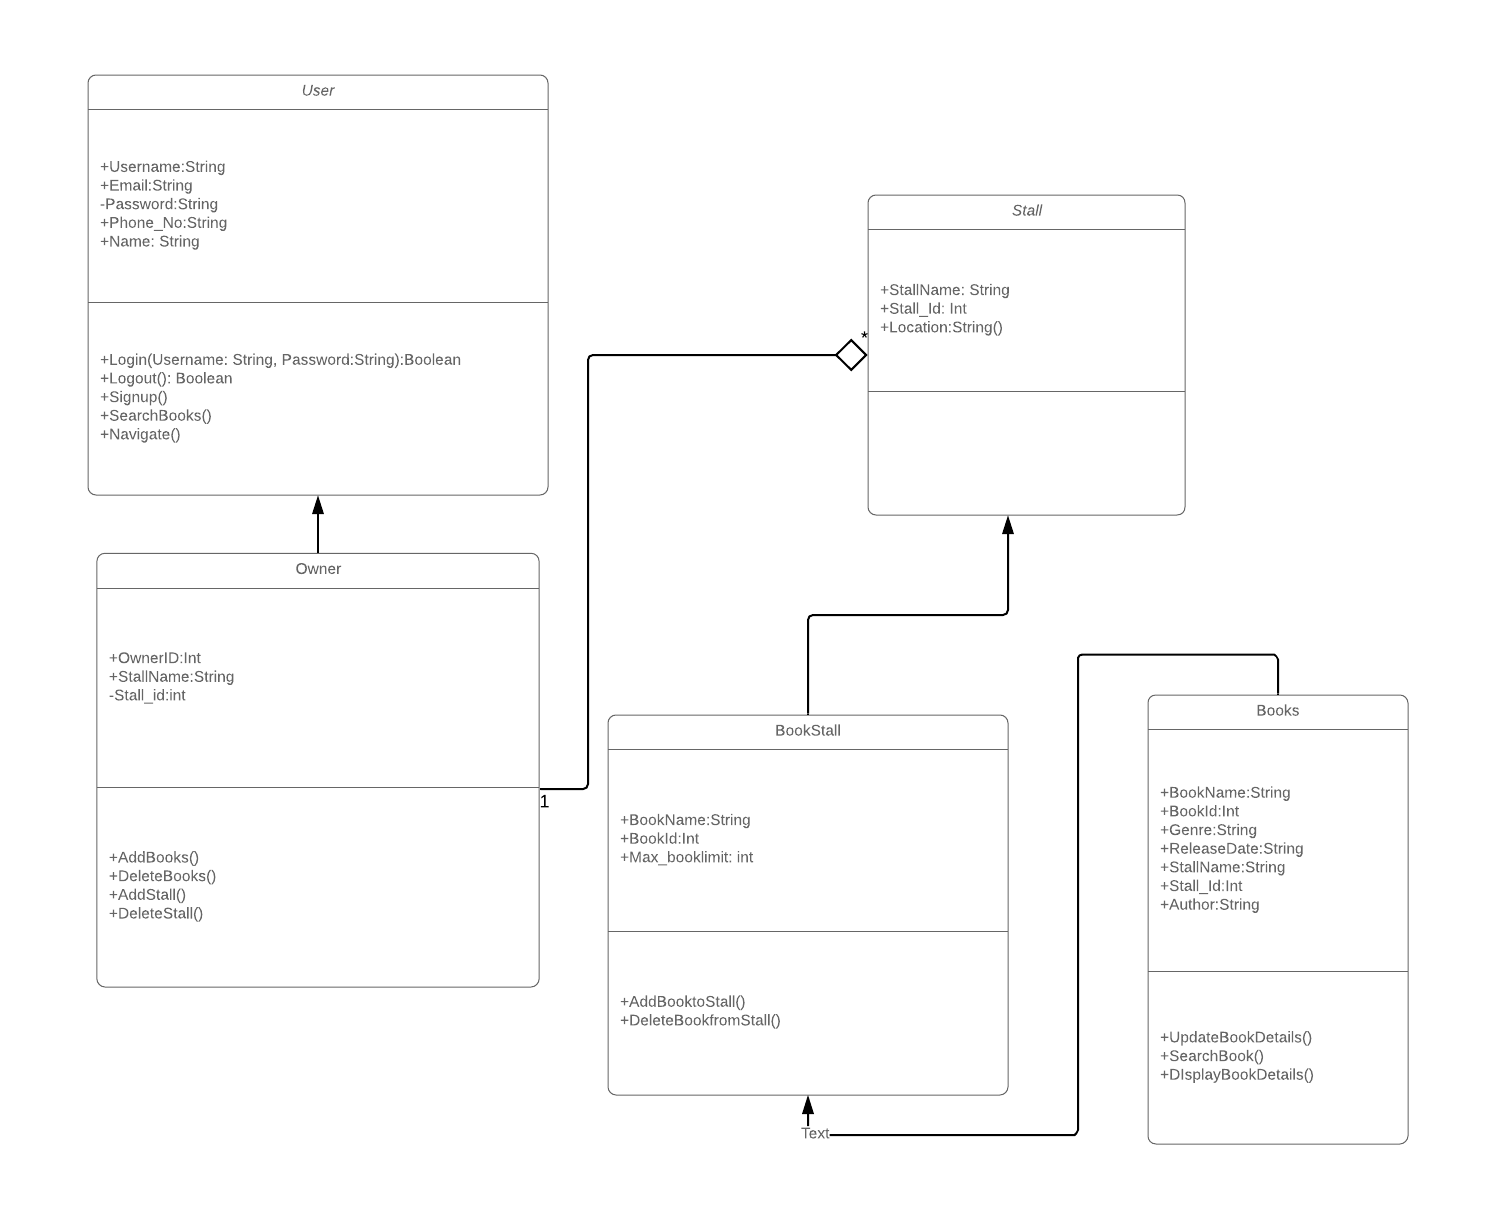 User
+Username:String
+Email:String
-Password:String
+Phone_No:String
+Name: String
+Login(Username: String, Password:String):Boolean
+Logout(): Boolean
+Signup()
+SearchBooks()
+Navigate()
Stall
+StallName: String
+Stall_Id: Int
+Location:String()
*
Owner
+OwnerID:Int
+StallName:String
-Stall_id:int
1
+AddBooks()
+DeleteBooks()
+AddStall()
+DeleteStall()
BookStall
+BookName:String
+BookId:Int
+Max_booklimit: int
+AddBooktoStall()
+DeleteBookfromStall()
Text
Books
+BookName:String
+BookId:Int
+Genre:String
+ReleaseDate:String
+StallName:String
+Stall_Id:Int
+Author:String
+UpdateBookDetails()
+SearchBook()
+DIsplayBookDetails()